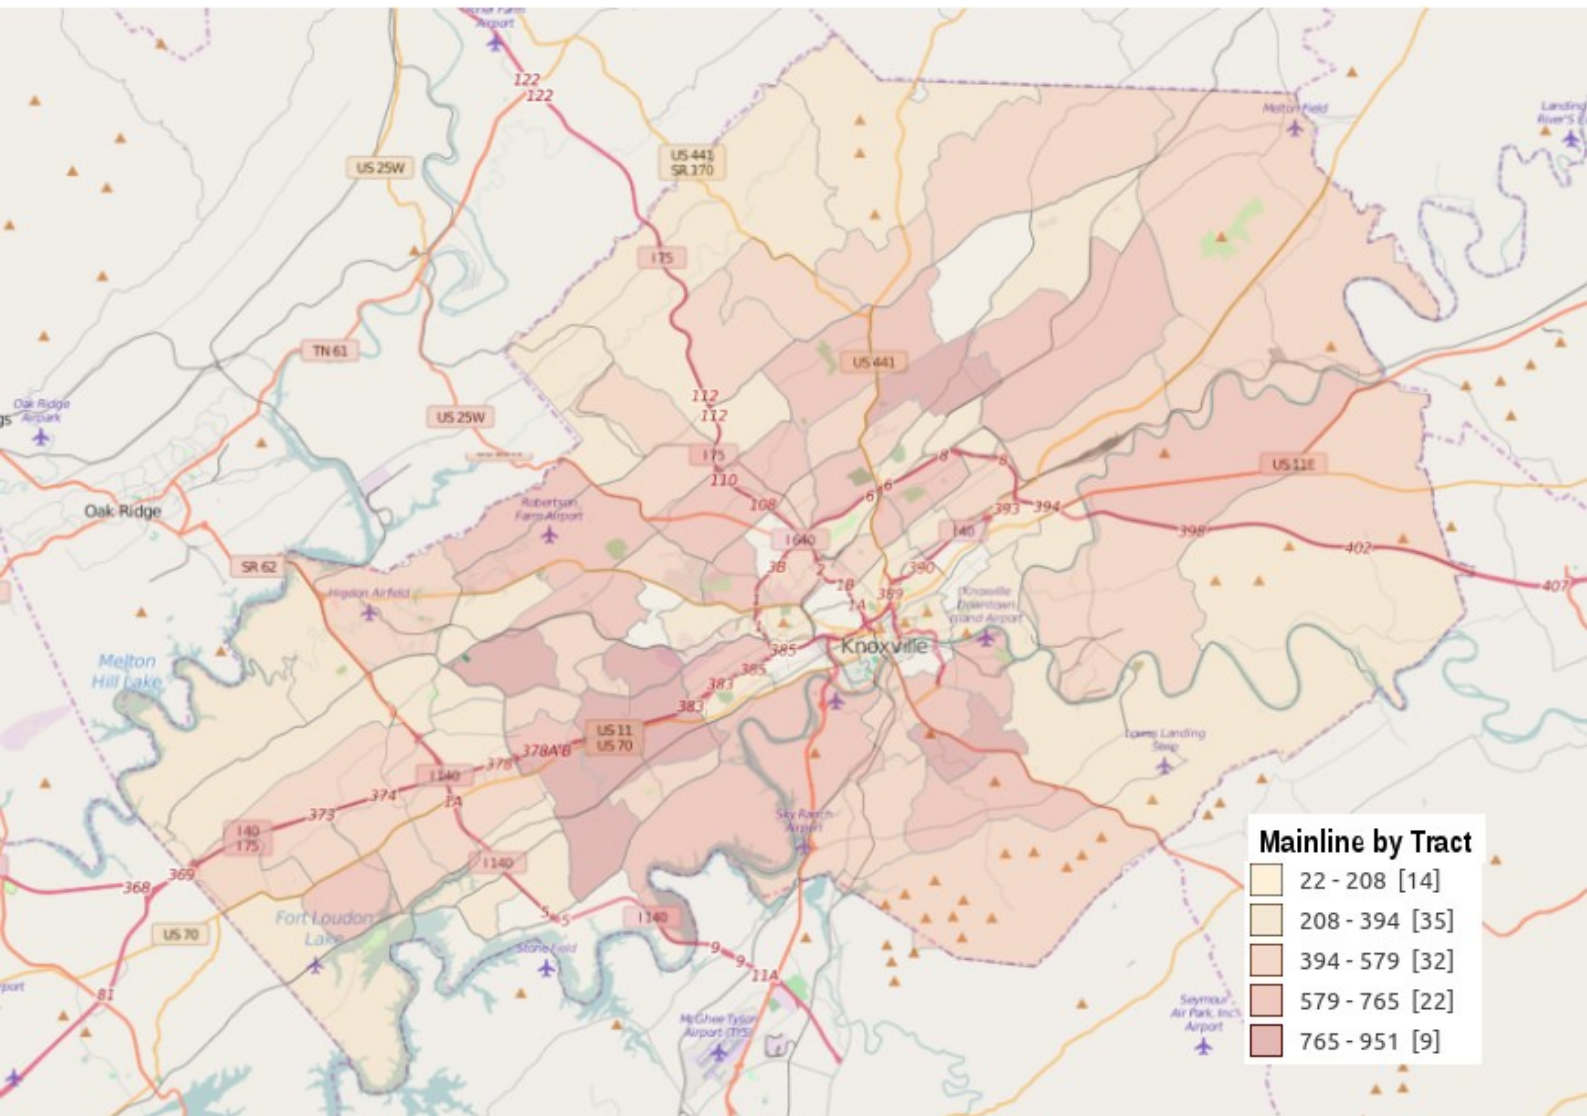 Airport
122
122
US 25W
US 441
SR 170
Melton Field
Landing
I 75
TN 61
US 441
112
112
Oak Ridge
Airpark
US 25W
I 75
8
8
US 11E
110
6
6
108
393
394
Oak Ridge
Robertson
Farm Airport
I 640
I 40
398
402
SR 62
3B
2
390
407
1B
1A
389
Higdon Airfield
Knoxville
Downtown
Island Airport
1
1
385
Knoxville
Melton
Hill Lake
385
383
383
US 11
US 70
378A-B
378
I 140
374
1A
373
I 40
I 75
Sky Ranch
Airport
I 140
369
368
Fort Loudon
Lake
5
5
I 140
US 70
Stone Field
9
9
11A
81
McGhee Tyson
Airport (TYS)
Seymour
Air Park, Inc
Airport
Mainline by Tract
22 - 208 [14]
208 - 394 [35]
394 - 579 [32]
579 - 765 [22]
765 - 951 [9]